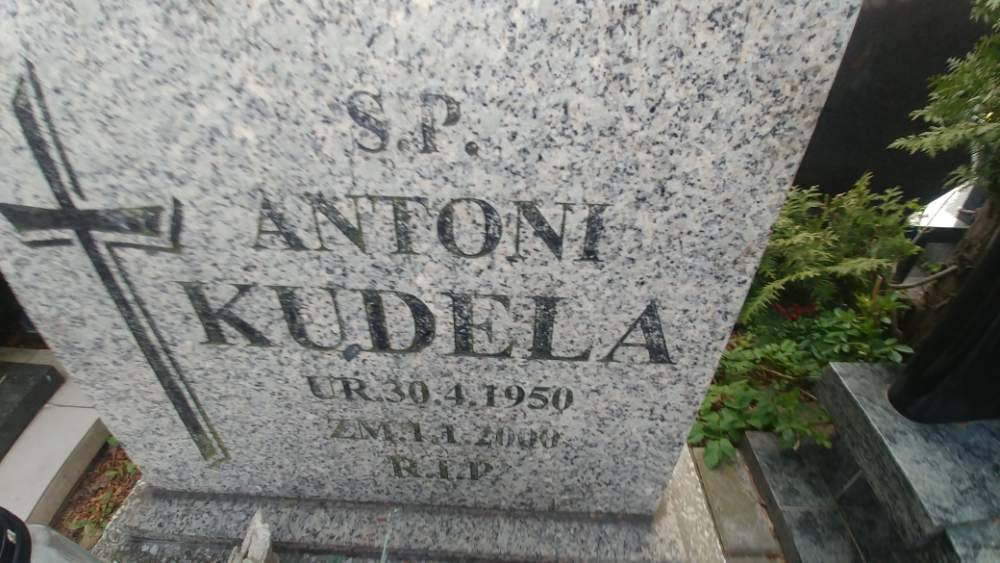 S.P.
ANTONI
KUDELA
UR.30.4.1950
ZM.1.1.2000
R.I.P.